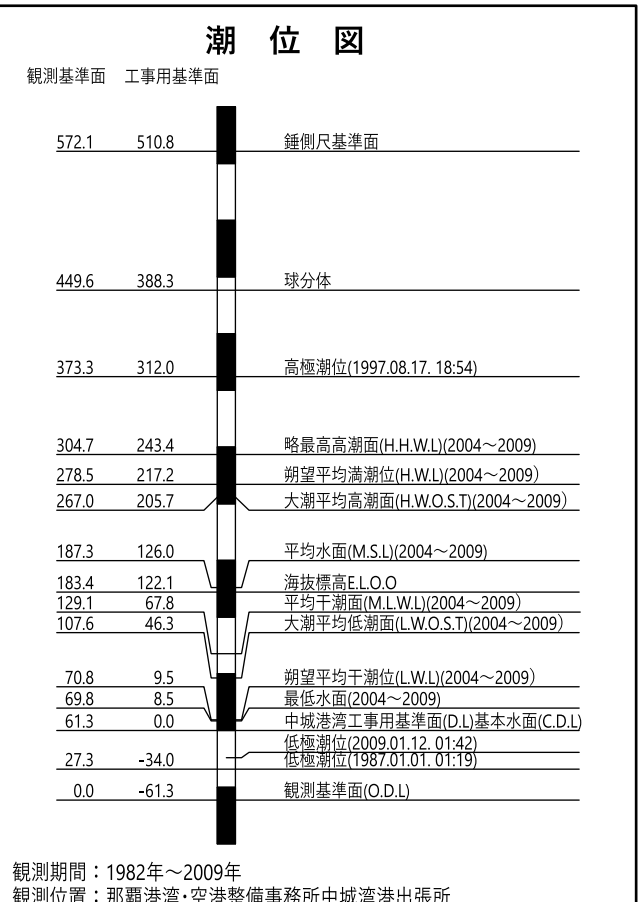 潮 位 図
観測基準面 工事用基準面
572.1 510.8 錘側尺基準面
449.6 388.3 球分体
373.3 312.0 高極潮位(1997.08.17. 18:54)
304.7 243.4 略最高高潮面(H.H.W.L)(2004～2009)
278.5 217.2 朔望平均満潮位(H.W.L)(2004～2009)
267.0 205.7 大潮平均高潮面(H.W.O.S.T)(2004～2009)
187.3 126.0 平均水面(M.S.L)(2004～2009)
183.4 122.1 海抜標高E.L.O.O
129.1 67.8 平均干潮面(M.L.W.L)(2004～2009)
107.6 46.3 大潮平均低潮面(L.W.O.S.T)(2004～2009)
70.8 9.5 朔望平均干潮位(L.W.L)(2004～2009)
69.8 8.5 最低水面(2004～2009)
61.3 0.0 中城港湾工事用基準面(D.L)基本水面(C.D.L)
低極潮位(2009.01.12. 01:42)
27.3 -34.0 低極潮位(1987.01.01. 01:19)
0.0 -61.3 観測基準面(O.D.L)
観測期間：1982年～2009年
観測位置：那覇港湾・空港整備事務所中城湾港出張所